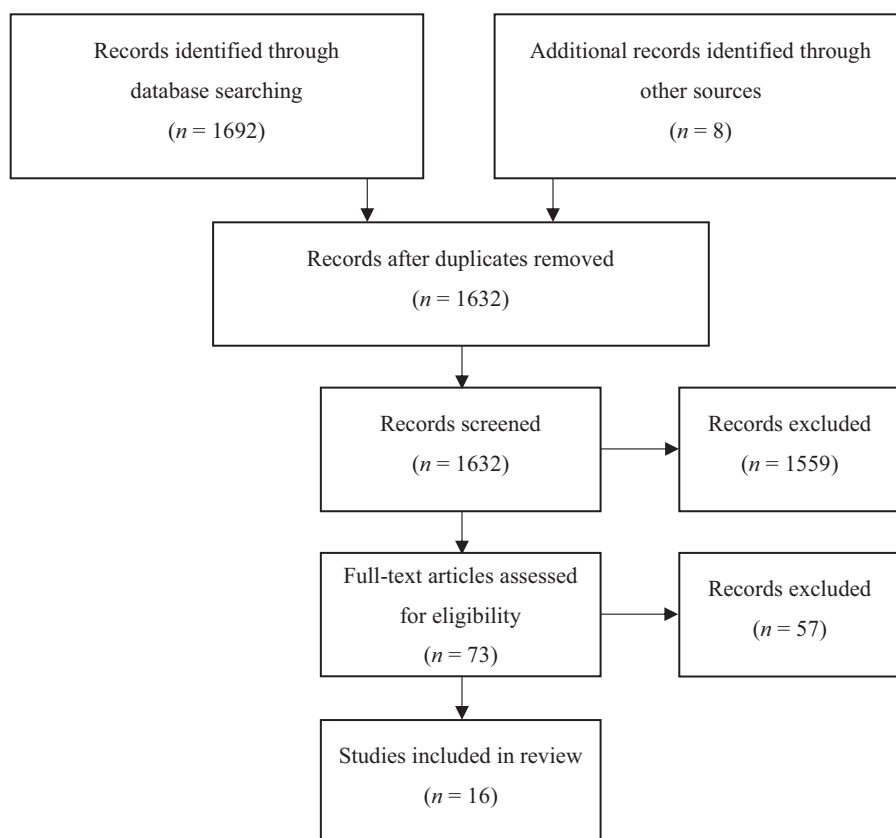 Records identified through
database searching
(n = 1692)
Additional records identified through
other sources
(n = 8)
Records after duplicates removed
(n = 1632)
Records screened
(n = 1632)
Records excluded
(n = 1559)
Full-text articles assessed
for eligibility
(n = 73)
Records excluded
(n = 57)
Studies included in review
(n = 16)